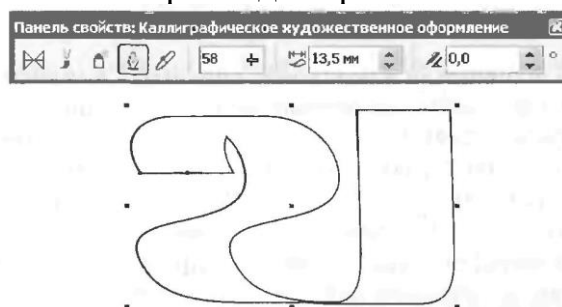 Панель свойств: Каллиграфическое художественное оформление
58 13,5 мм 0,0 °